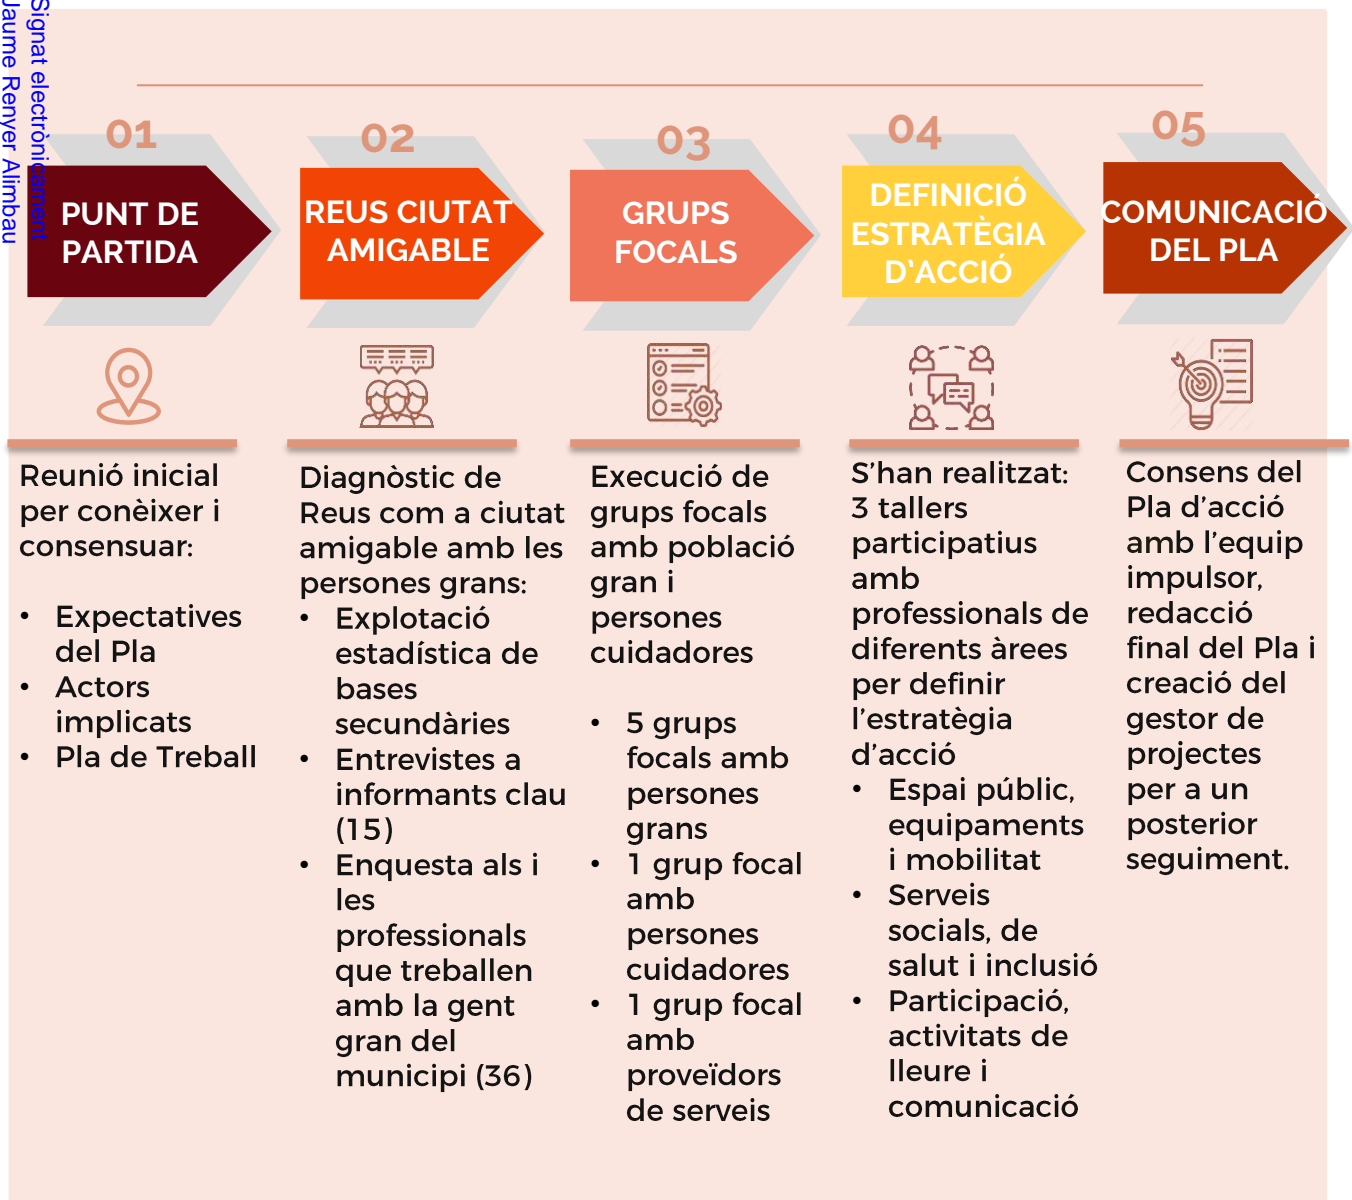 Signat electrònicament
Jaume Renyer Alimbau
01
PUNT DE
PARTIDA
Reunió inicial
per conèixer i
consensuar:
• Expectatives
del Pla
• Actors
implicats
• Pla de Treball
02
REUS CIUTAT
AMIGABLE
Diagnòstic de
Reus com a ciutat
amigable amb les
persones grans:
• Explotació
estadística de
bases
secundàries
• Entrevistes a
informants clau
(15)
• Enquesta als i
les
professionals
que treballen
amb la gent
gran del
municipi (36)
03
GRUPS
FOCALS
Execució de
grups focals
amb població
gran i
persones
cuidadores
• 5 grups
focals amb
persones
grans
• 1 grup focal
amb
persones
cuidadores
• 1 grup focal
amb
proveïdors
de serveis
04
DEFINICIÓ
ESTRATÈGIA
D'ACCIÓ
S'han realitzat:
3 tallers
participatius
amb
professionals de
diferents àrees
per definir
l'estratègia
d'acció
• Espai públic,
equipaments
i mobilitat
• Serveis
socials, de
salut i inclusió
• Participació,
activitats de
lleure i
comunicació
05
COMUNICACIÓ
DEL PLA
Consens del
Pla d'acció
amb l'equip
impulsor,
redacció
final del Pla i
creació del
gestor de
projectes
per a un
posterior
seguiment.